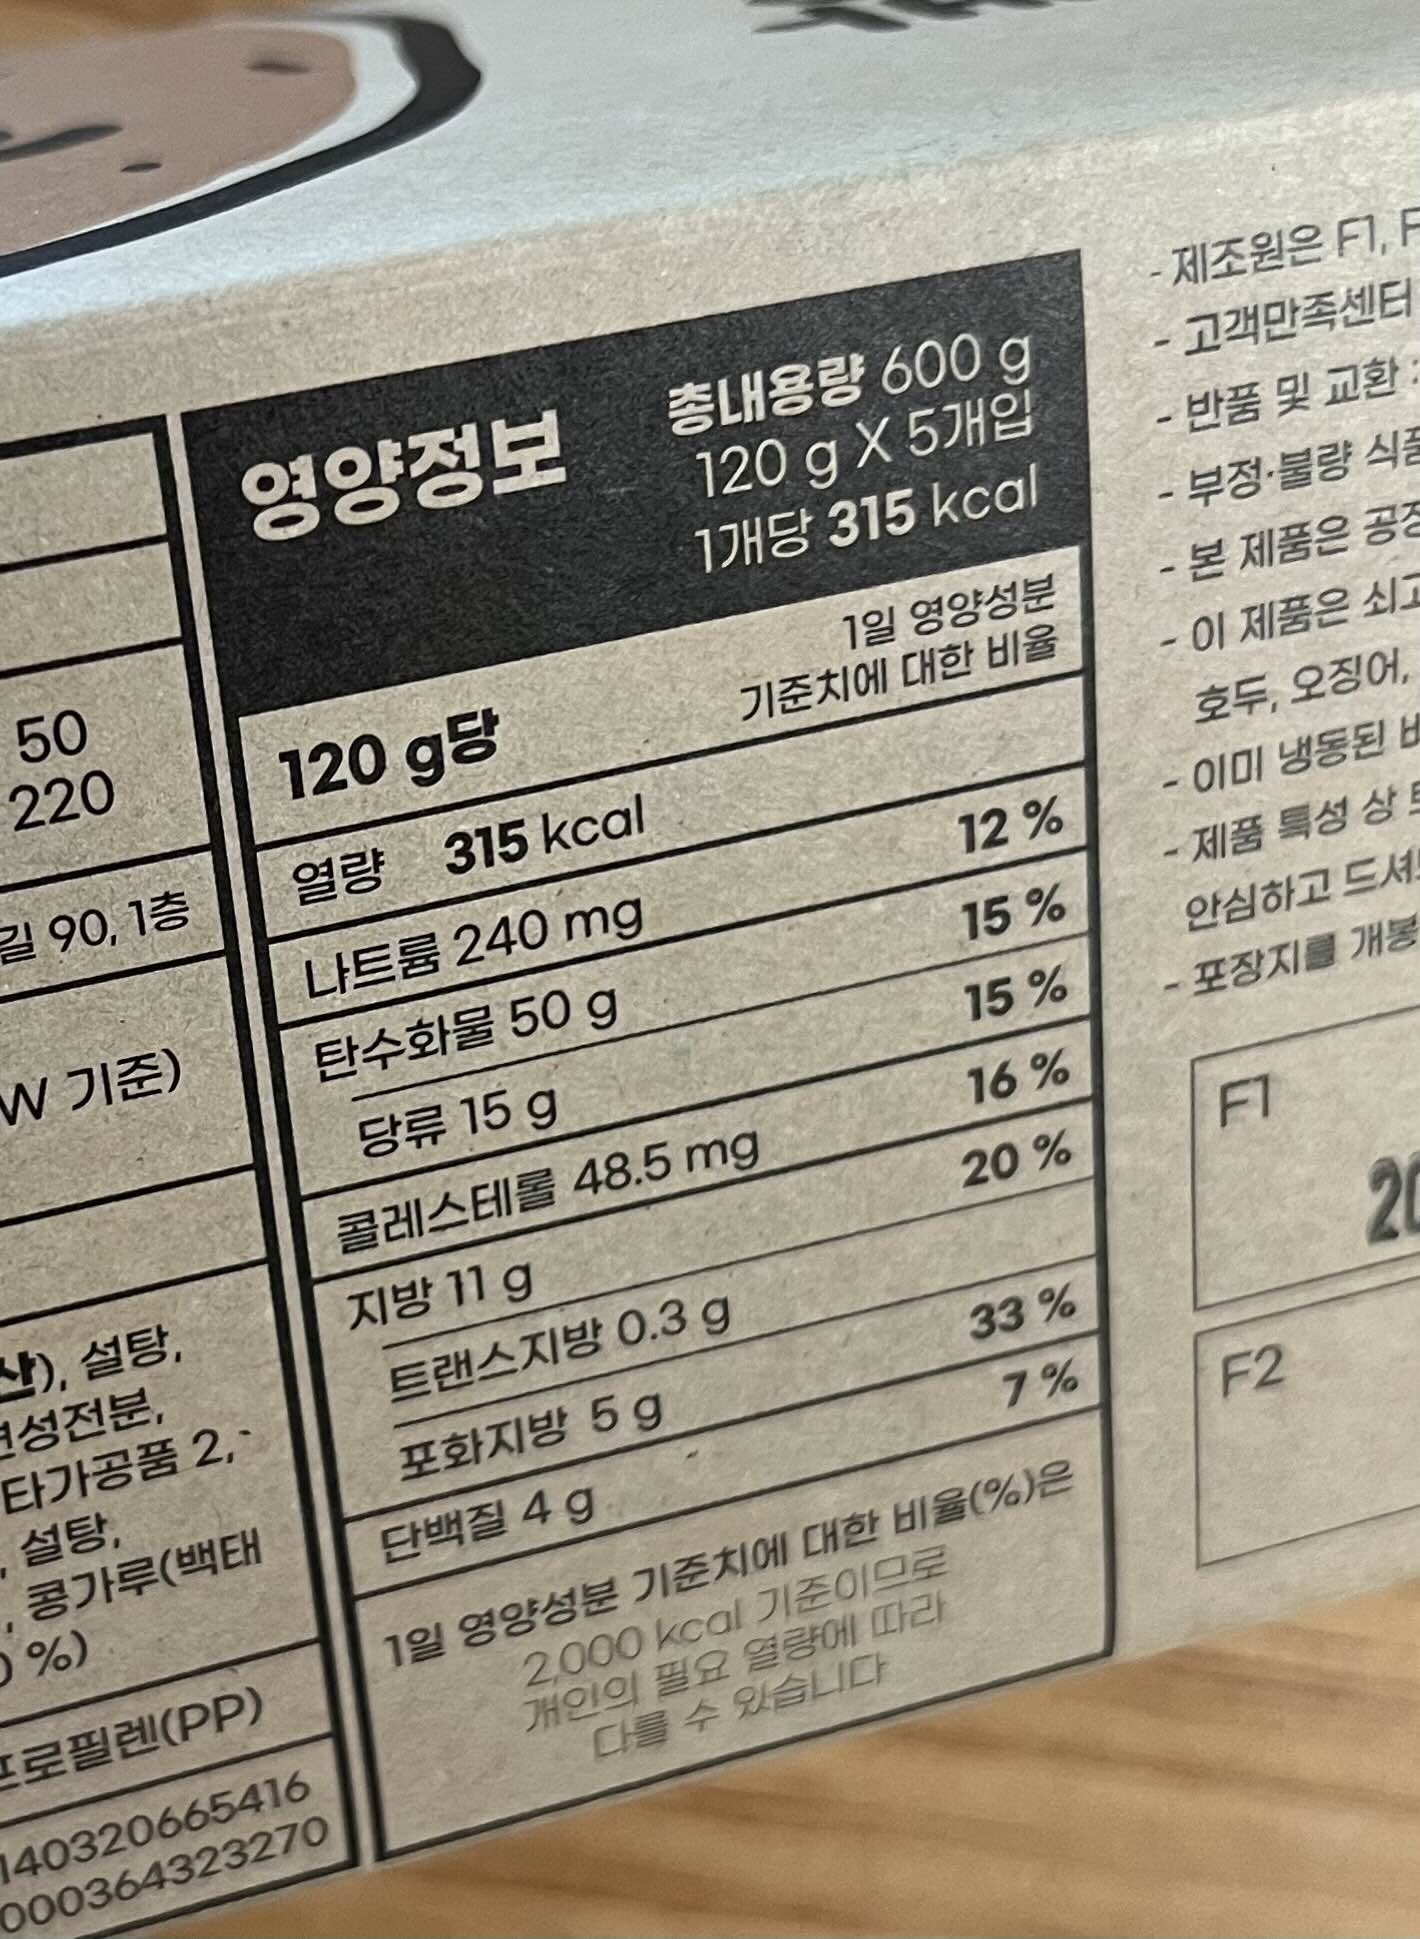 50
220
길 90, 1층
W 기준)
산), 설탕,
변성전분,
타가공품 2,
, 설탕,
, 콩가루(백태
%)
프로필렌(PP)
140320665416
000364323270
영양정보
총내용량 600 g
120 g X 5개입
1개당 315 kcal
1일 영양성분
기준치에 대한 비율
120 g당
열량 315 kcal
나트륨 240 mg 12 %
탄수화물 50 g 15 %
당류 15 g 15 %
콜레스테롤 48.5 mg 16 %
지방 11 g 20 %
트랜스지방 0.3 g
포화지방 5 g 33 %
단백질 4 g 7 %
1일 영양성분 기준치에 대한 비율(%)은
2,000 kcal 기준이므로
개인의 필요 열량에 따라
다를 수 있습니다
- 제조원은 F1, F
- 고객만족센터
- 반품 및 교환 :
- 부정·불량 식품
- 본 제품은 공장
- 이 제품은 쇠고
호두, 오징어,
- 이미 냉동된 바
- 제품 특성 상
안심하고 드셔
- 포장지를 개봉
F1
20
F2